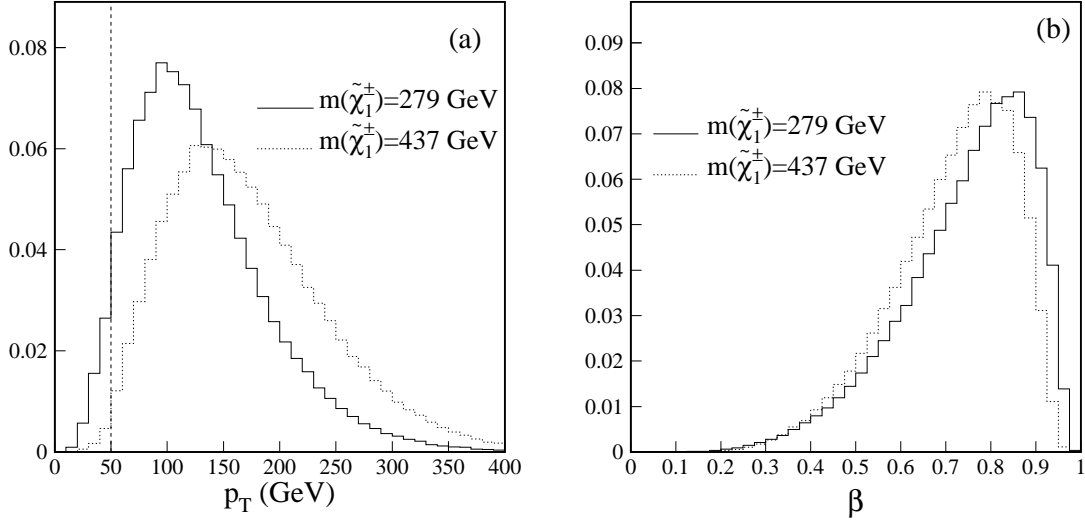 (a)
m(χ̃₁±)=279 GeV
m(χ̃₁±)=437 GeV
0.08
0.06
0.04
0.02
0
0 50 100 150 200 250 300 350 400
p_T (GeV)
(b)
m(χ̃₁±)=279 GeV
m(χ̃₁±)=437 GeV
0.09
0.08
0.07
0.06
0.05
0.04
0.03
0.02
0.01
0
0 0.1 0.2 0.3 0.4 0.5 0.6 0.7 0.8 0.9 1
β